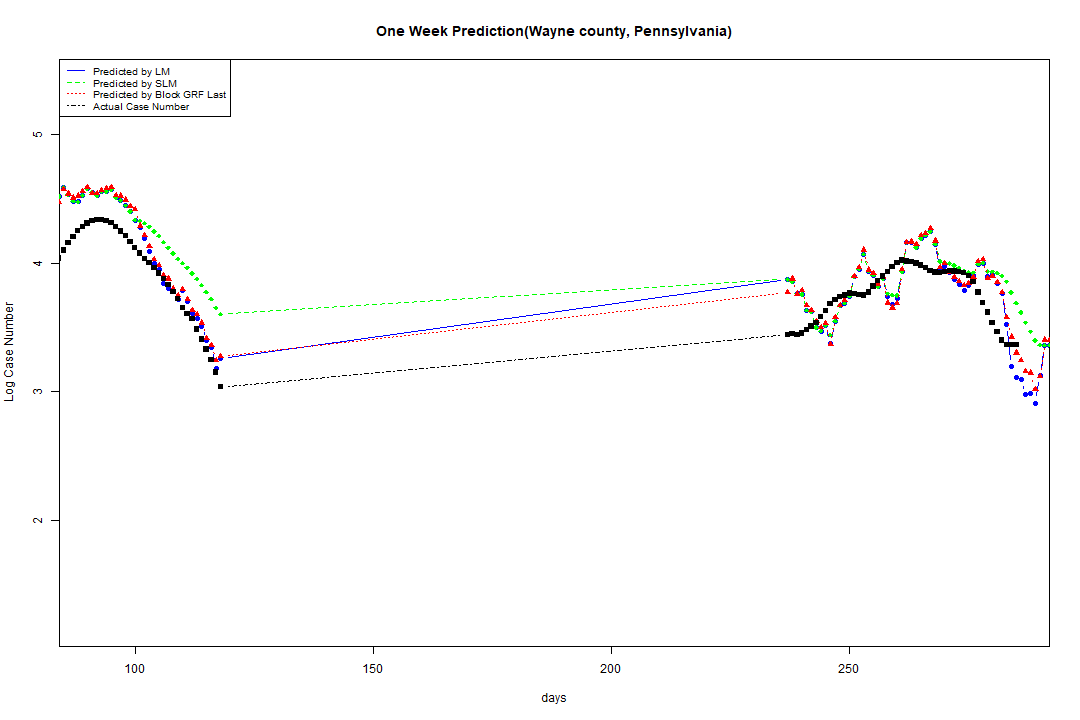 One Week Prediction(Wayne county, Pennsylvania)
Predicted by LM
Predicted by SLM
Predicted by Block GRF Last
Actual Case Number
5
4
3
2
Log Case Number
100 150 200 250
days